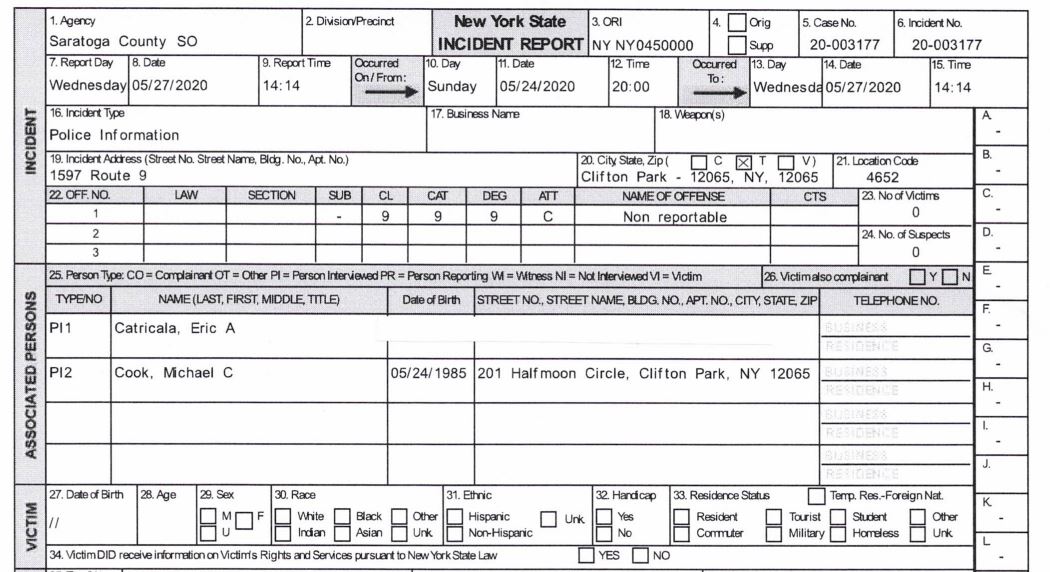 1. Agency 2. Division/Precinct New York State 3. ORI 4. Orig 5. Case No. 6. Incident No.
Saratoga County SO INCIDENT REPORT NY NY0450000 Supp 20-003177 20-003177
7. Report Day 8. Date 9. Report Time Occurred 10. Day 11. Date 12. Time Occurred 13. Day 14. Date 15. Time
On / From: To:
Wednesday 05/27/2020 14:14 Sunday 05/24/2020 20:00 Wednesda 05/27/2020 14:14
INCIDENT
16. Incident Type 17. Business Name 18. Weapon(s) A.
Police Information -
19. Incident Address (Street No. Street Name, Bldg. No., Apt. No.) 20. City State, Zip ( C T V) 21. Location Code B.
1597 Route 9 Clifton Park - 12065, NY, 12065 4652 -
22. OFF. NO. LAW SECTION SUB CL CAT DEG ATT NAME OF OFFENSE CTS 23. No of Victims C.
1 - 9 9 9 C Non reportable 0 -
2 24. No. of Suspects D.
3 0 -
ASSOCIATED PERSONS
25. Person Type: CO = Complainant OT = Other PI = Person Interviewed PR = Person Reporting WI = Witness NI = Not Interviewed VI = Victim 26. Victim also complainant Y N E.
-
TYPE/NO NAME (LAST, FIRST, MIDDLE, TITLE) Date of Birth STREET NO., STREET NAME, BLDG. NO., APT. NO., CITY, STATE, ZIP TELEPHONE NO.
F.
PI1 Catricala, Eric A BUSINESS
-
RESIDENCE
G.
-
PI2 Cook, Michael C 05/24/1985 201 Halfmoon Circle, Clifton Park, NY 12065 BUSINESS
RESIDENCE
H.
-
BUSINESS
I.
RESIDENCE
-
BUSINESS
J.
RESIDENCE
-
VICTIM
27. Date of Birth 28. Age 29. Sex 30. Race 31. Ethnic 32. Handicap 33. Residence Status Temp. Res.-Foreign Nat. K.
// M F White Black Other Hispanic Unk. Yes Resident Tourist Student Other -
U Indian Asian Unk. Non-Hispanic No Commuter Military Homeless Unk.
L
34. Victim DID receive information on Victim's Rights and Services pursuant to New York State Law YES NO -